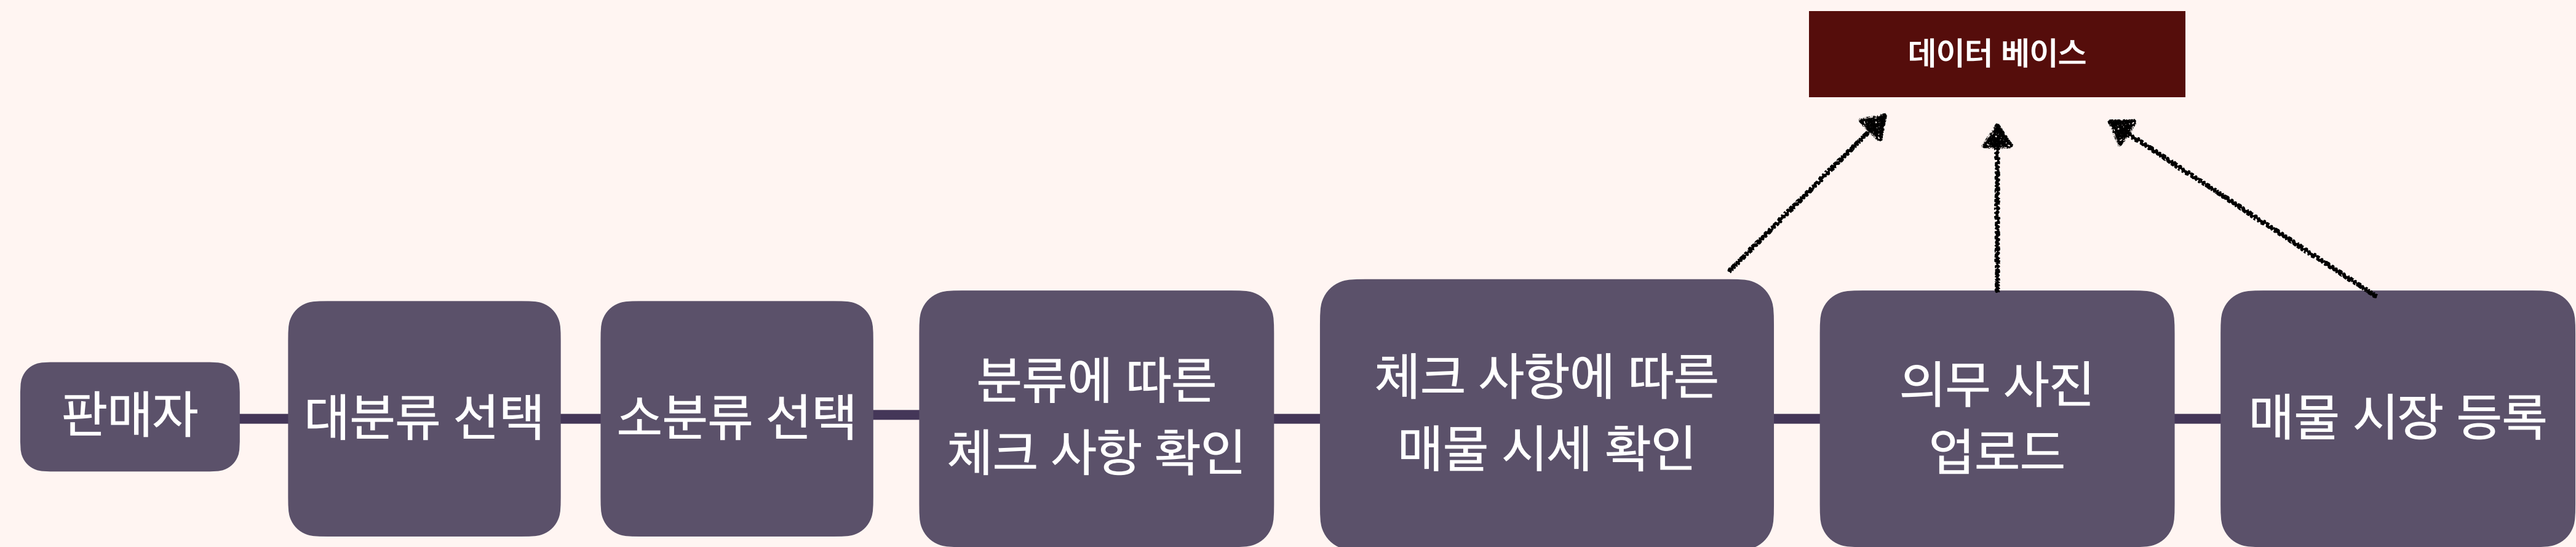 데이터 베이스
판매자
대분류 선택
소분류 선택
분류에 따른
체크 사항 확인
체크 사항에 따른
매물 시세 확인
의무 사진
업로드
매물 시장 등록